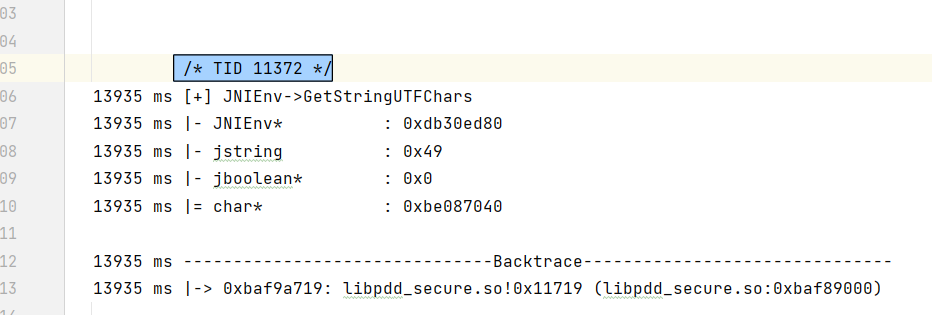 03
04
05 /* TID 11372 */
06 13935 ms [+] JNIEnv->GetStringUTFChars
07 13935 ms |- JNIEnv* : 0xdb30ed80
08 13935 ms |- jstring : 0x49
09 13935 ms |- jboolean* : 0x0
10 13935 ms |= char* : 0xbe087040
11
12 13935 ms -------------------------------Backtrace-------------------------------
13 13935 ms |-> 0xbaf9a719: libpdd_secure.so!0x11719 (libpdd_secure.so:0xbaf89000)